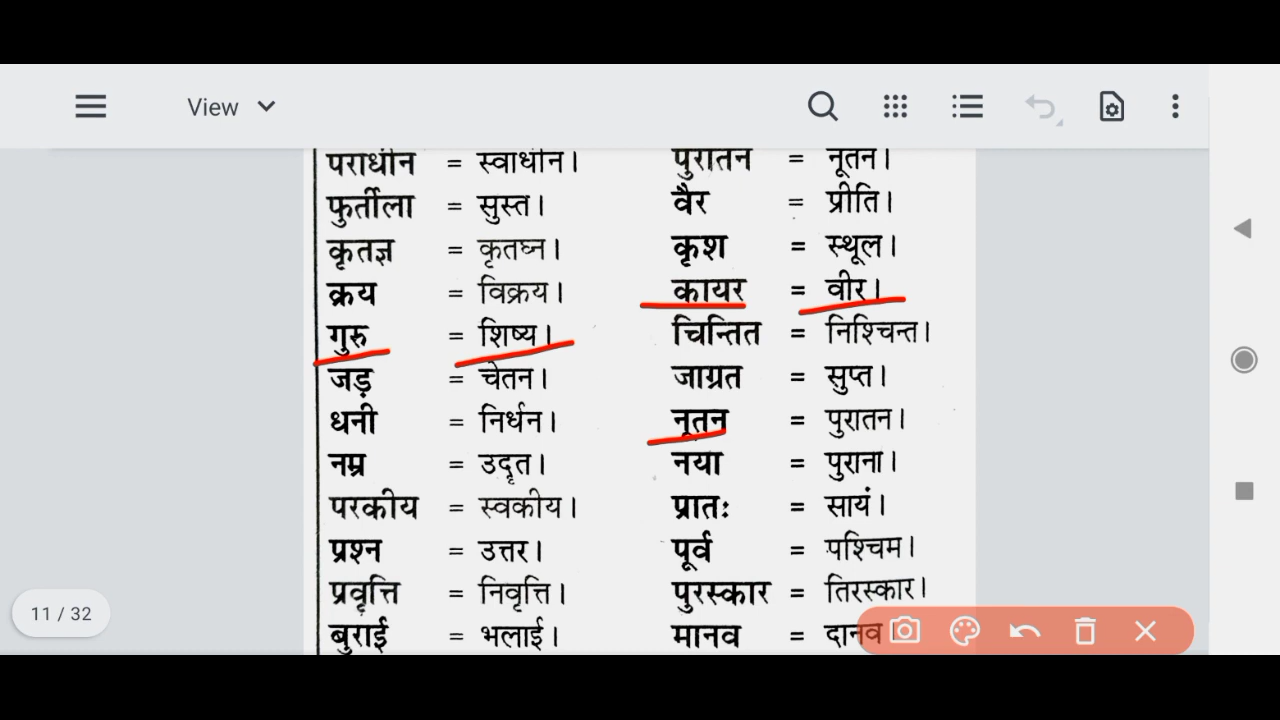 View
पराधीन = स्वाधीन। पुरातन = नूतन।
फुर्तीला = सुस्त। वैर = प्रीति।
कृतज्ञ = कृतघ्न। कृश = स्थूल।
क्रय = विक्रय। कायर = वीर।
गुरु = शिष्य। चिन्तित = निश्चिन्त।
जड़ = चेतन। जाग्रत = सुप्त।
धनी = निर्धन। नूतन = पुरातन।
नम्र = उद्दृत। नया = पुराना।
परकीय = स्वकीय। प्रातः = सायं।
प्रश्न = उत्तर। पूर्व = पश्चिम।
प्रवृत्ति = निवृत्ति। पुरस्कार = तिरस्कार।
बुराई = भलाई। मानव = दानव।
11 / 32